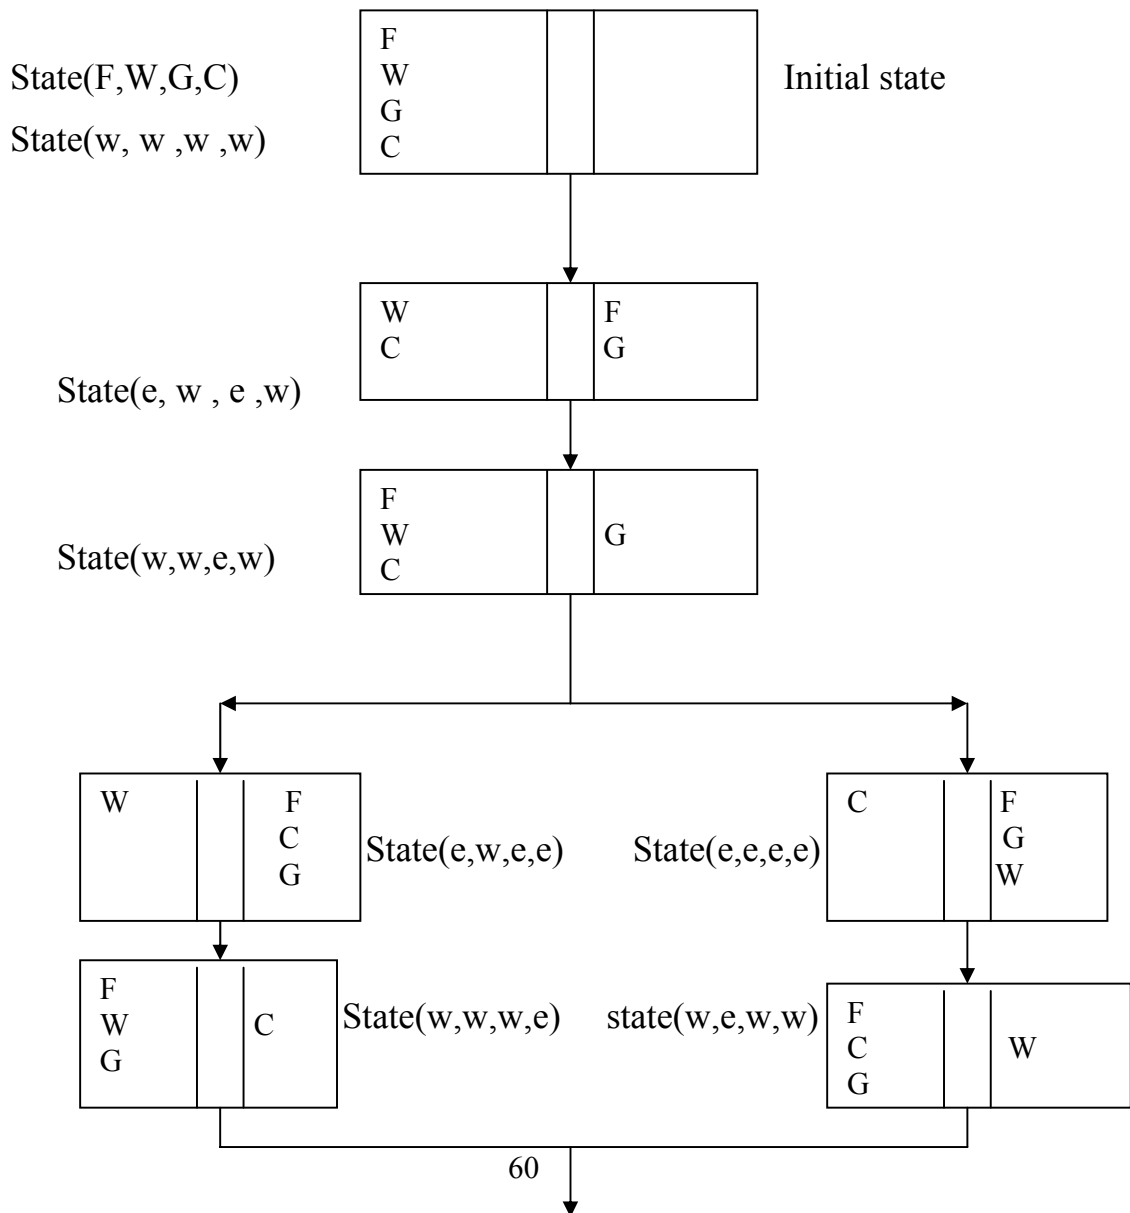 F
State(F,W,G,C)
W
Initial state
G
State(w, w ,w ,w)
C
W
F
C
G
State(e, w , e ,w)
F
W
G
State(w,w,e,w)
C
W
F
C
G
State(e,w,e,e)
State(e,e,e,e)
C
F
G
W
F
W
G
C
State(w,w,w,e)
state(w,e,w,w)
F
C
G
W
60